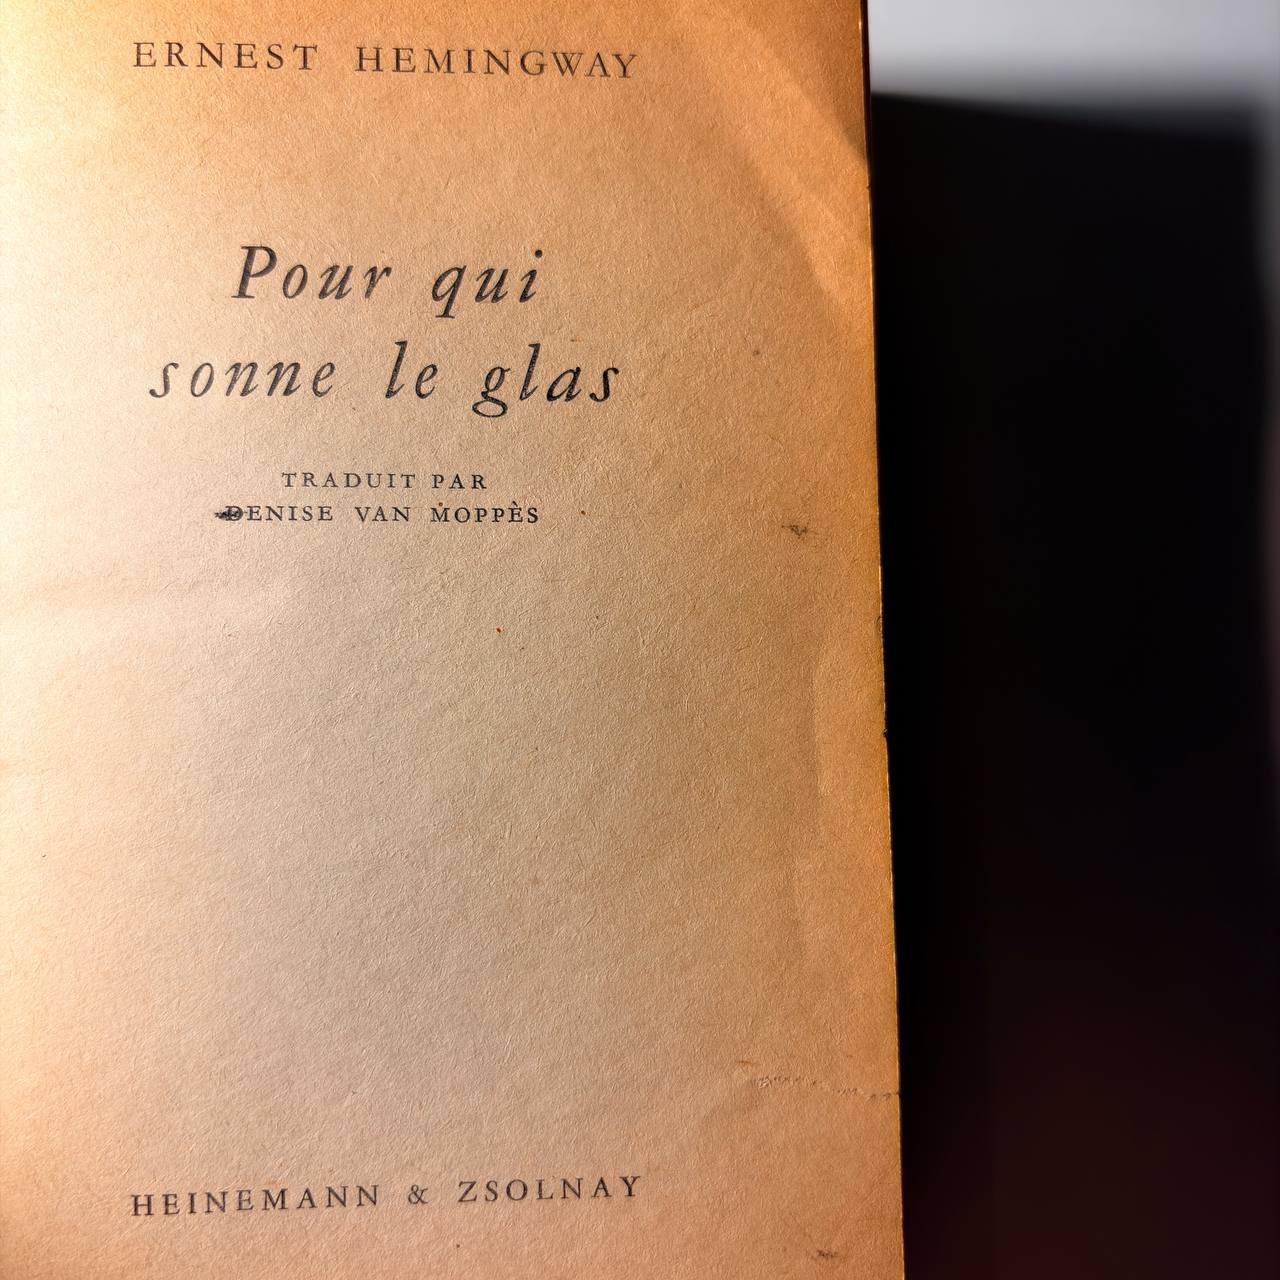 ERNEST HEMINGWAY
Pour qui
sonne le glas
TRADUIT PAR
DENISE VAN MOPPÈS
HEINEMANN & ZSOLNAY